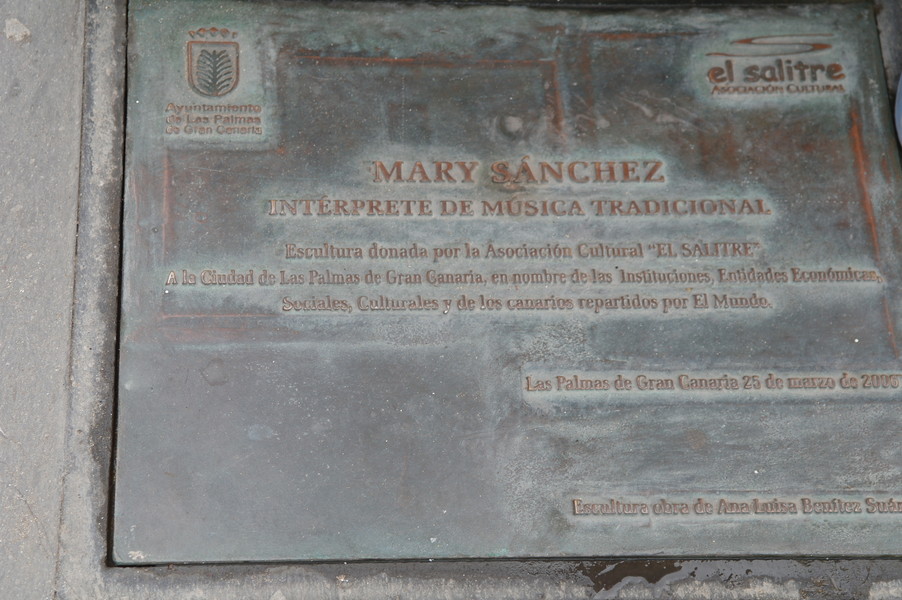 Ayuntamiento
de Las Palmas
de Gran Canaria
el salitre
ASOCIACIÓN CULTURAL
MARY SÁNCHEZ
INTÉRPRETE DE MÚSICA TRADICIONAL
Escultura donada por la Asociación Cultural "EL SALITRE"
A la Ciudad de Las Palmas de Gran Canaria, en nombre de las Instituciones, Entidades Económicas,
Sociales, Culturales y de los canarios repartidos por El Mundo.
Las Palmas de Gran Canaria 25 de marzo de
Escultura obra de Ana Luisa Benítez